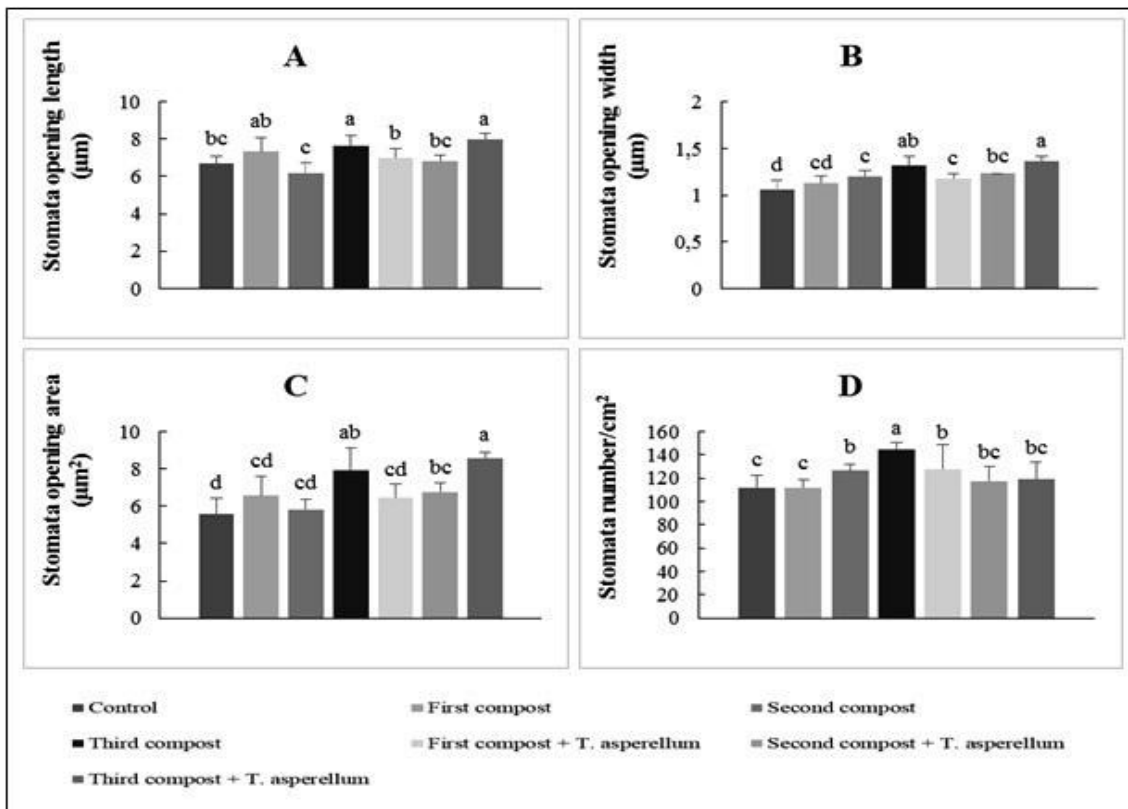 A
Stomata opening length
(µm)
10
8
6
4
2
0
bc ab c a b bc a
B
Stomata opening width
(µm)
2
1,5
1
0,5
0
d cd c ab c bc a
C
Stomata opening area
(µm²)
10
8
6
4
2
0
d cd cd ab cd bc a
D
Stomata number/cm²
160
140
120
100
80
60
40
20
0
c c b a b bc bc
Control First compost Second compost
Third compost First compost + T. asperellum Second compost + T. asperellum
Third compost + T. asperellum